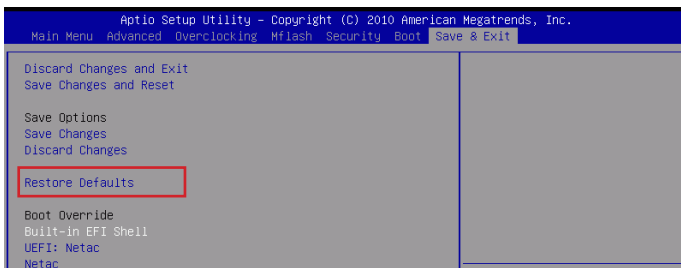 Aptio Setup Utility – Copyright (C) 2010 American Megatrends, Inc.
Main Menu Advanced Overclocking Mflash Security Boot Save & Exit
Discard Changes and Exit
Save Changes and Reset
Save Options
Save Changes
Discard Changes
Restore Defaults
Boot Override
Built-in EFI Shell
UEFI: Netac
Netac